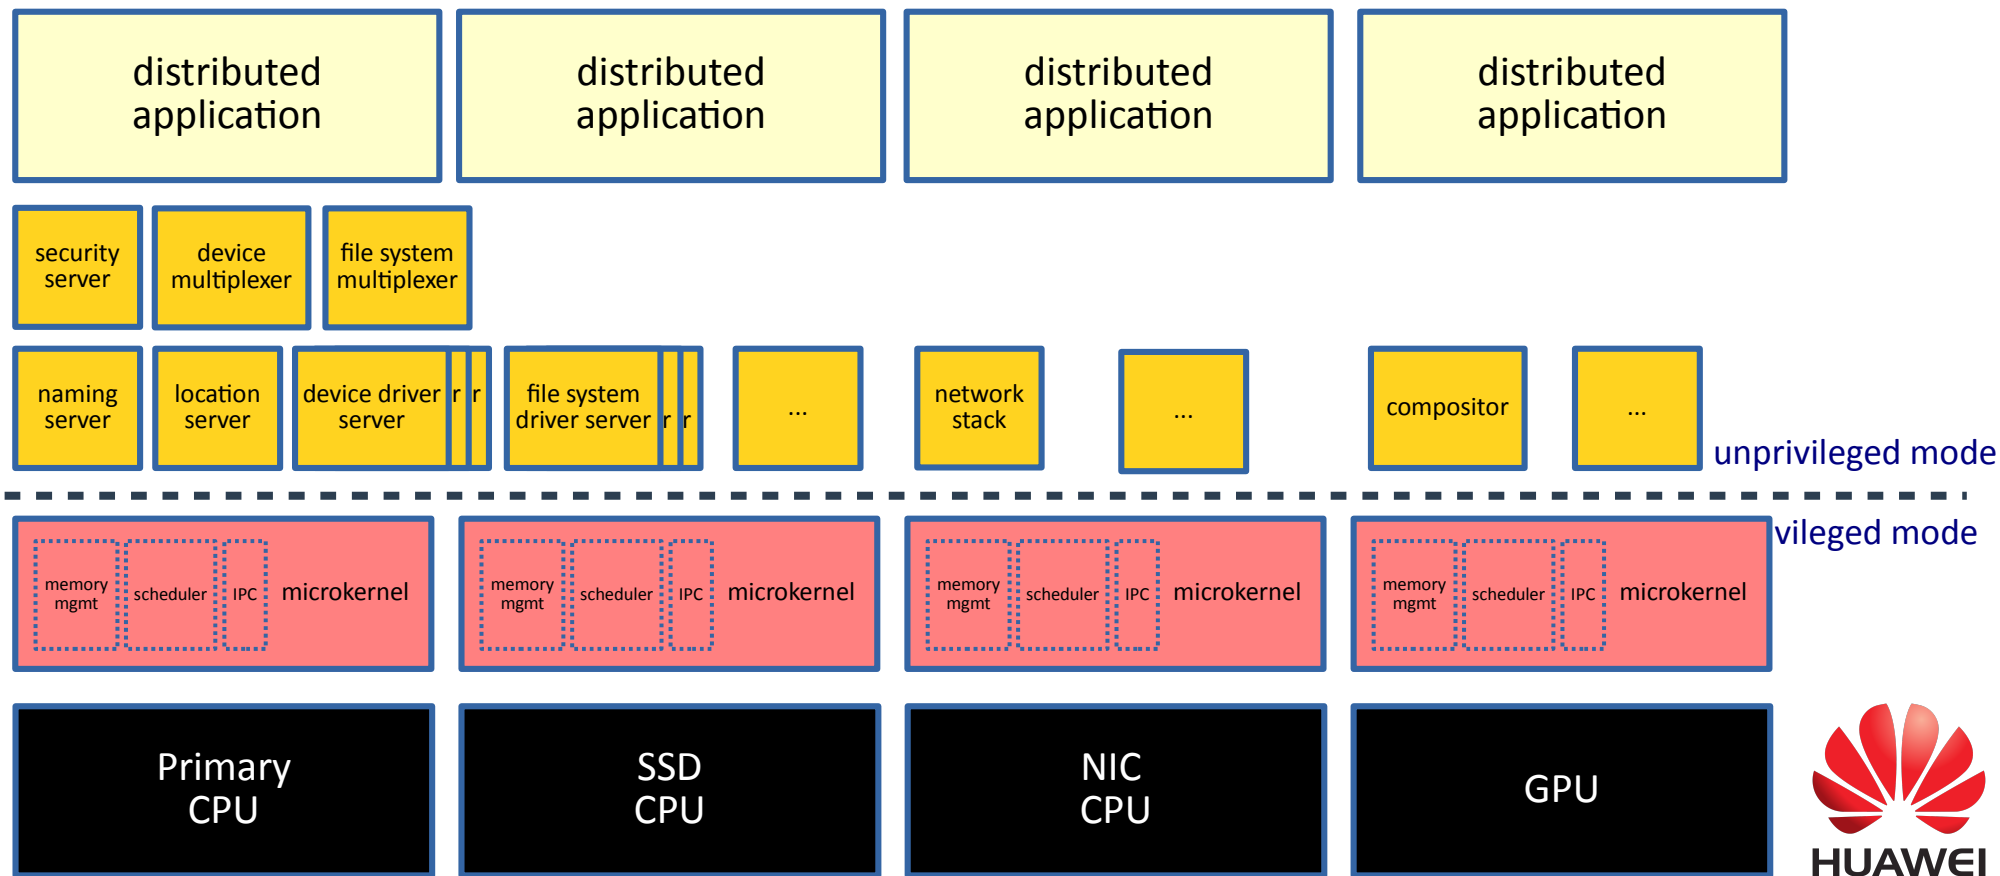 distributed
application
distributed
application
distributed
application
distributed
application
security
server
device
multiplexer
file system
multiplexer
naming
server
location
server
device driver
server
r
r
file system
driver server
r
r
...
network
stack
...
compositor
...
unprivileged mode
vileged mode
memory
mgmt
scheduler
IPC
microkernel
memory
mgmt
scheduler
IPC
microkernel
memory
mgmt
scheduler
IPC
microkernel
memory
mgmt
scheduler
IPC
microkernel
Primary
CPU
SSD
CPU
NIC
CPU
GPU
HUAWEI